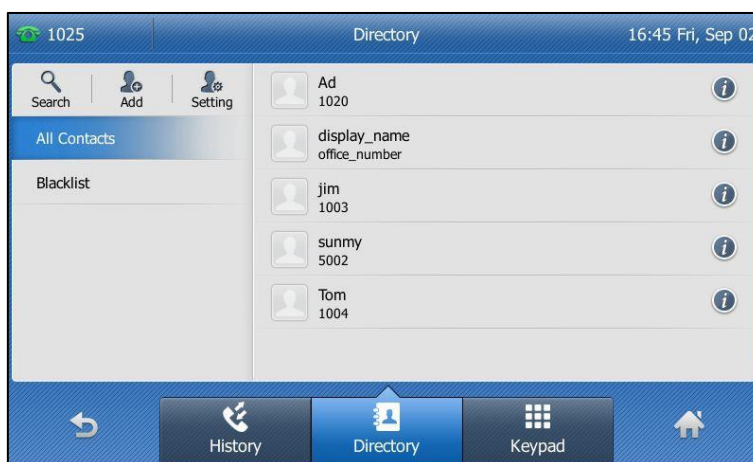 1025 Directory 16:45 Fri, Sep 02
Search Add Setting
All Contacts
Blacklist
Ad
1020
display_name
office_number
jim
1003
sunmy
5002
Tom
1004
History Directory Keypad